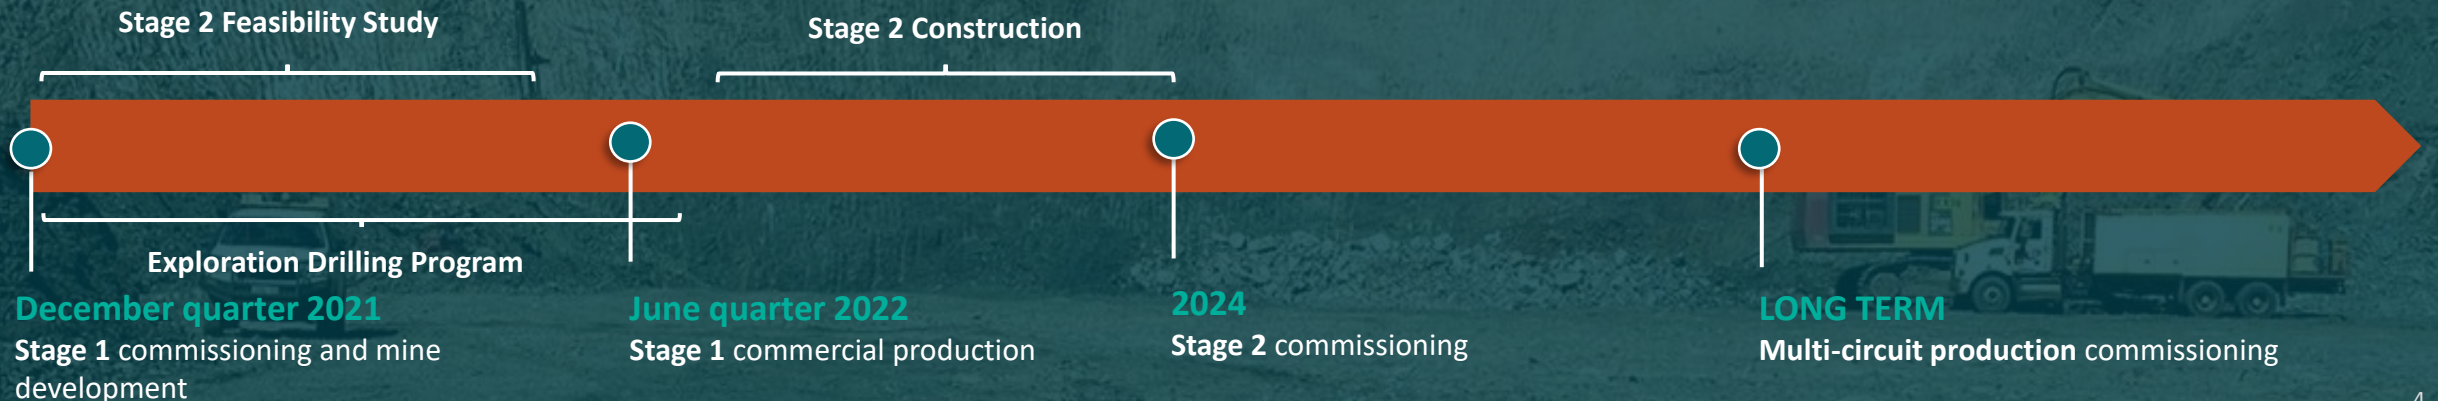 Stage 2 Feasibility Study
Stage 2 Construction
Exploration Drilling Program
December quarter 2021
Stage 1 commissioning and mine
development
June quarter 2022
Stage 1 commercial production
2024
Stage 2 commissioning
LONG TERM
Multi-circuit production commissioning
4